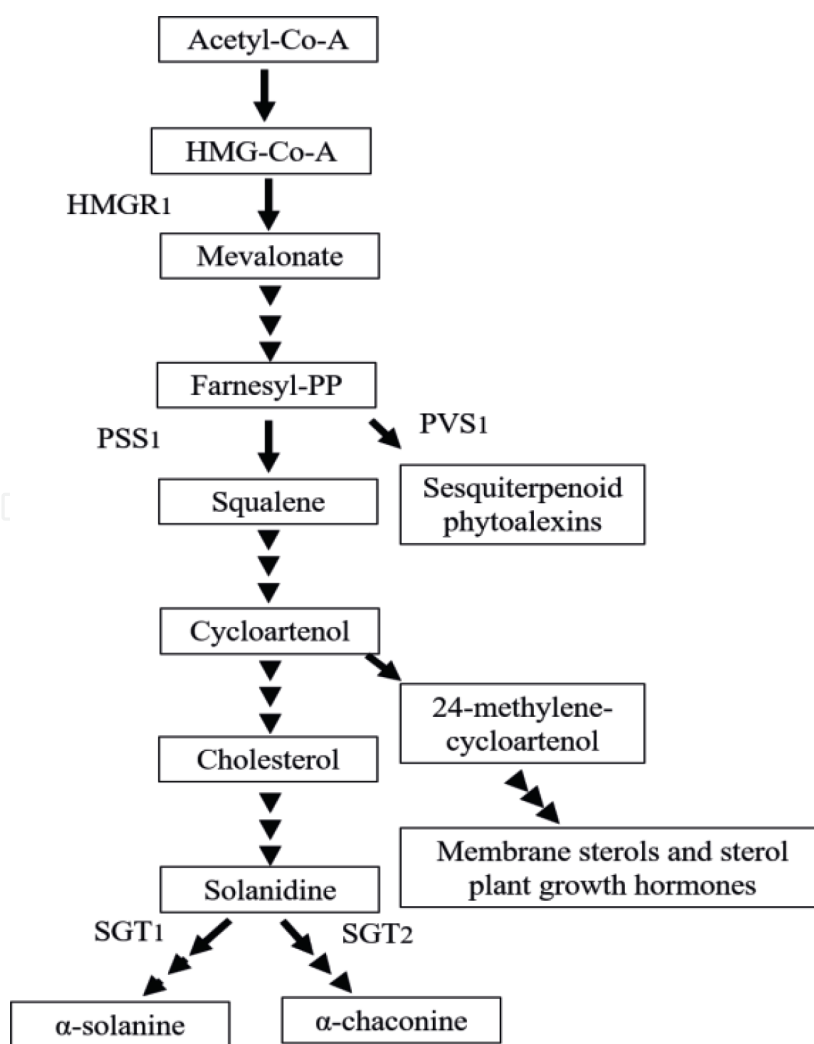 Acetyl-Co-A
HMG-Co-A
HMGR1
Mevalonate
Farnesyl-PP
PSS1
PVS1
Squalene
Sesquiterpenoid
phytoalexins
Cycloartenol
24-methylene-
cycloartenol
Cholesterol
Membrane sterols and sterol
plant growth hormones
Solanidine
SGT1
SGT2
α-solanine
α-chaconine